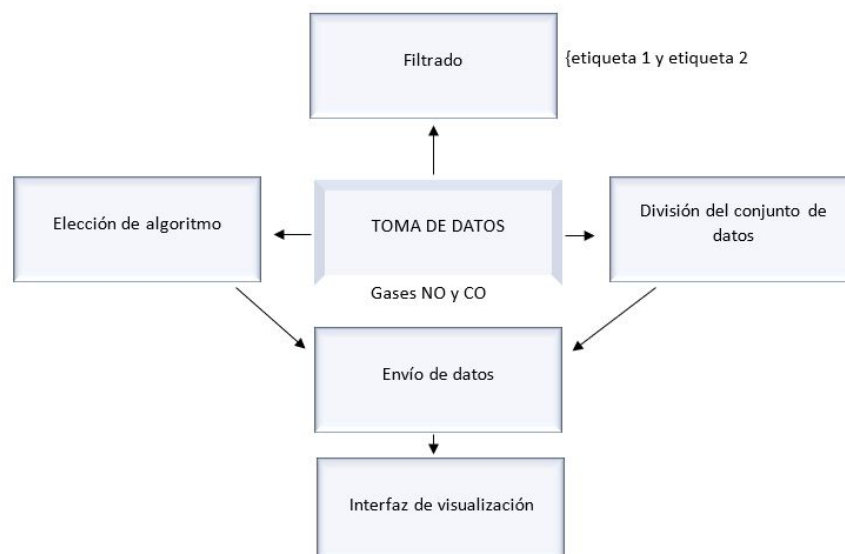 Filtrado
{etiqueta 1 y etiqueta 2
Elección de algoritmo
TOMA DE DATOS
División del conjunto de
datos
Gases NO y CO
Envío de datos
Interfaz de visualización